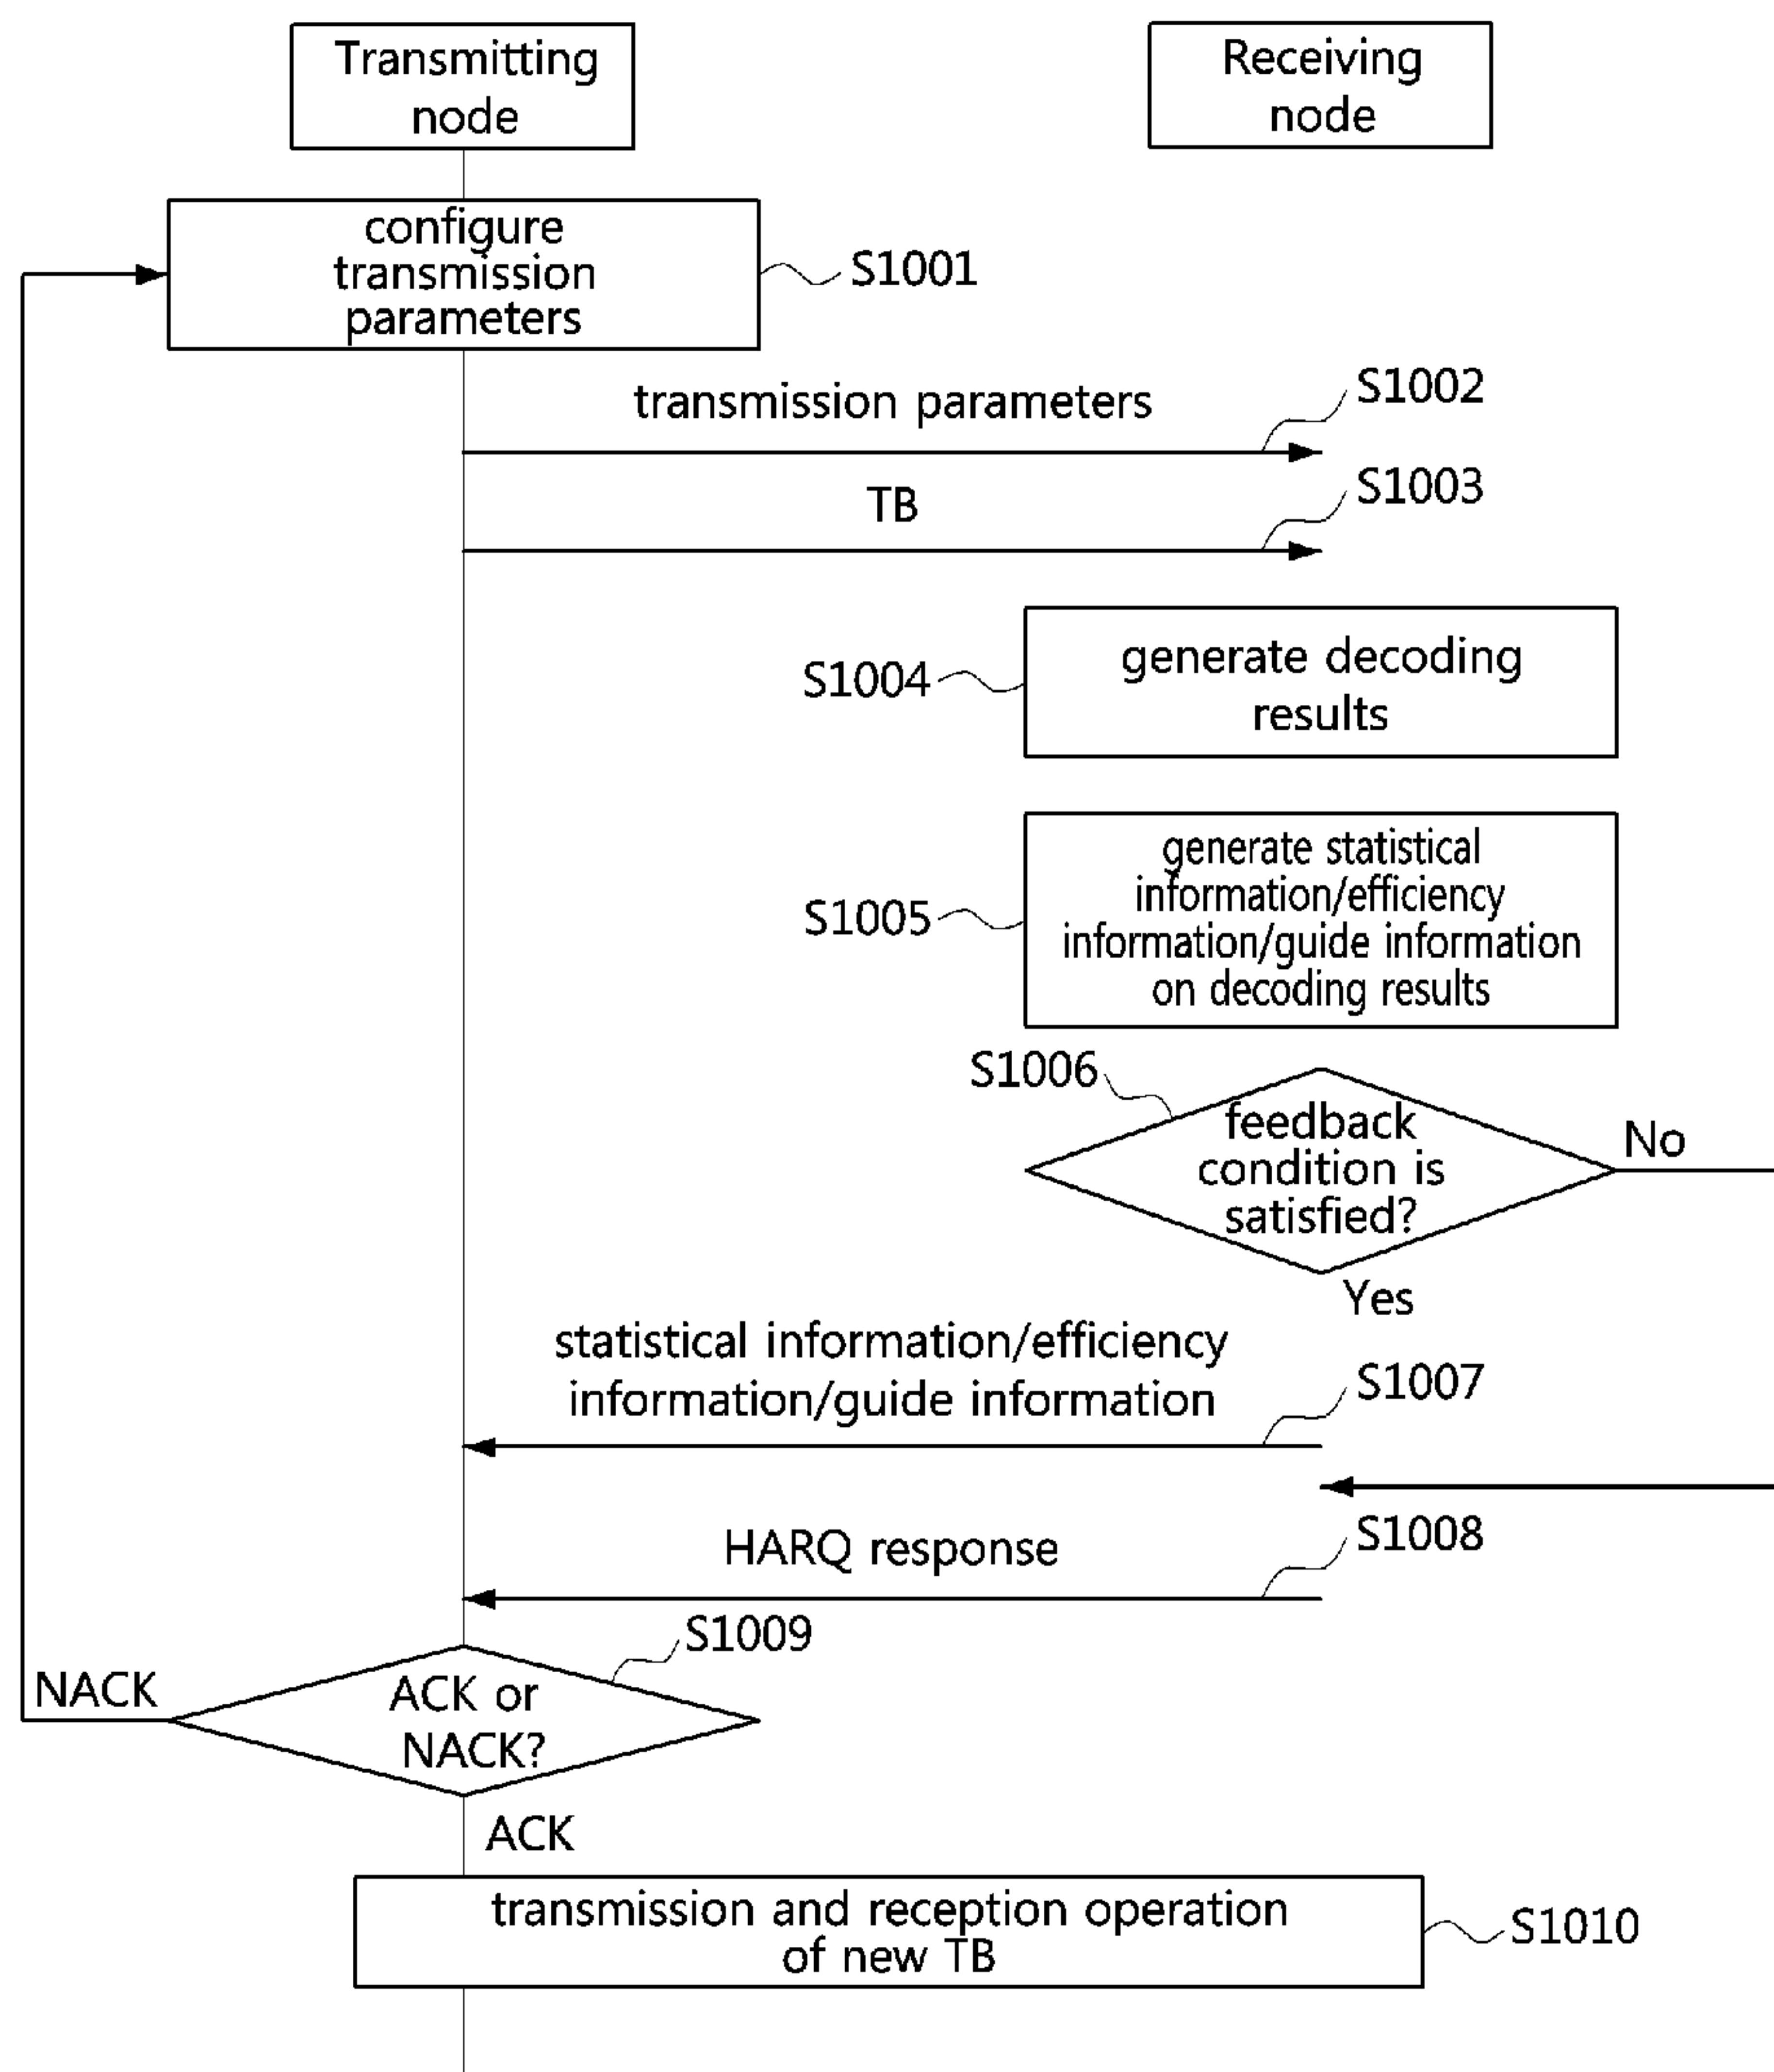 Transmitting
node
Receiving
node
configure
transmission
parameters
S1001
transmission parameters
S1002
TB
S1003
generate decoding
results
S1004
generate statistical
information/efficiency
information/guide information
on decoding results
S1005
S1006
feedback
condition is
satisfied?
No
Yes
statistical information/efficiency
information/guide information
S1007
HARQ response
S1008
S1009
ACK or
NACK?
NACK
ACK
transmission and reception operation
of new TB
S1010